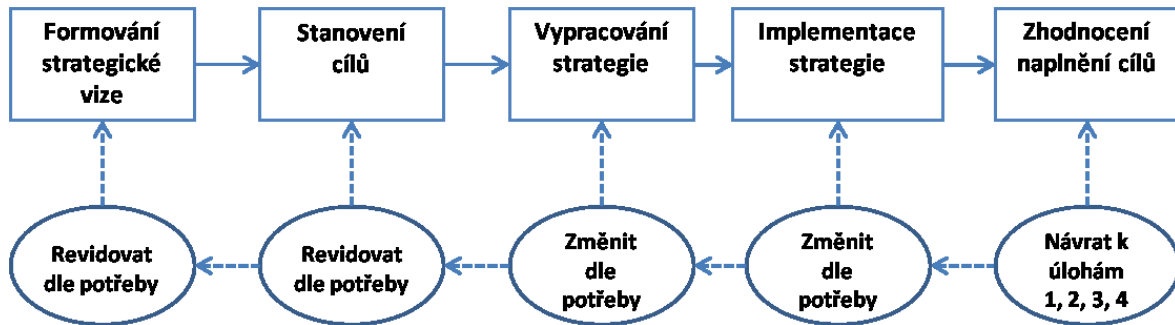 Formování
strategické
vize
Stanovení
cílů
Vypracování
strategie
Implementace
strategie
Zhodnocení
naplnění cílů
Revidovat
dle potřeby
Revidovat
dle potřeby
Změnit
dle
potřeby
Změnit
dle
potřeby
Návrat k
úlohám
1, 2, 3, 4